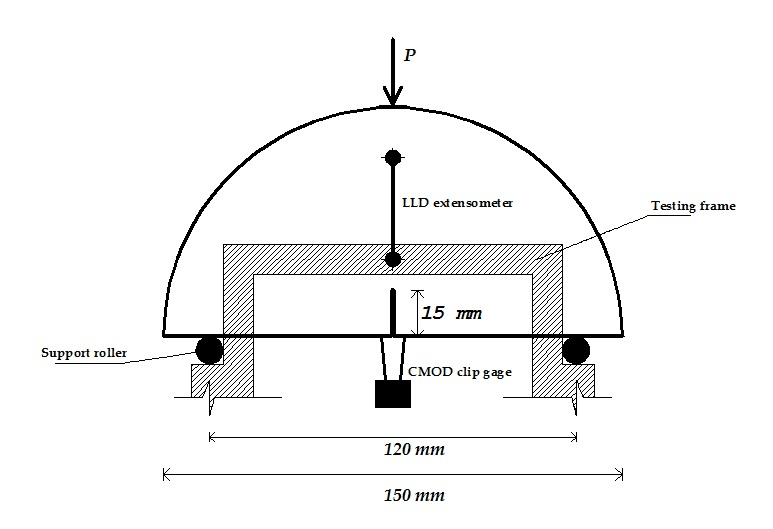 P
LLD extensometer
Testing frame
15 mm
Support roller
CMOD clip gage
120 mm
150 mm